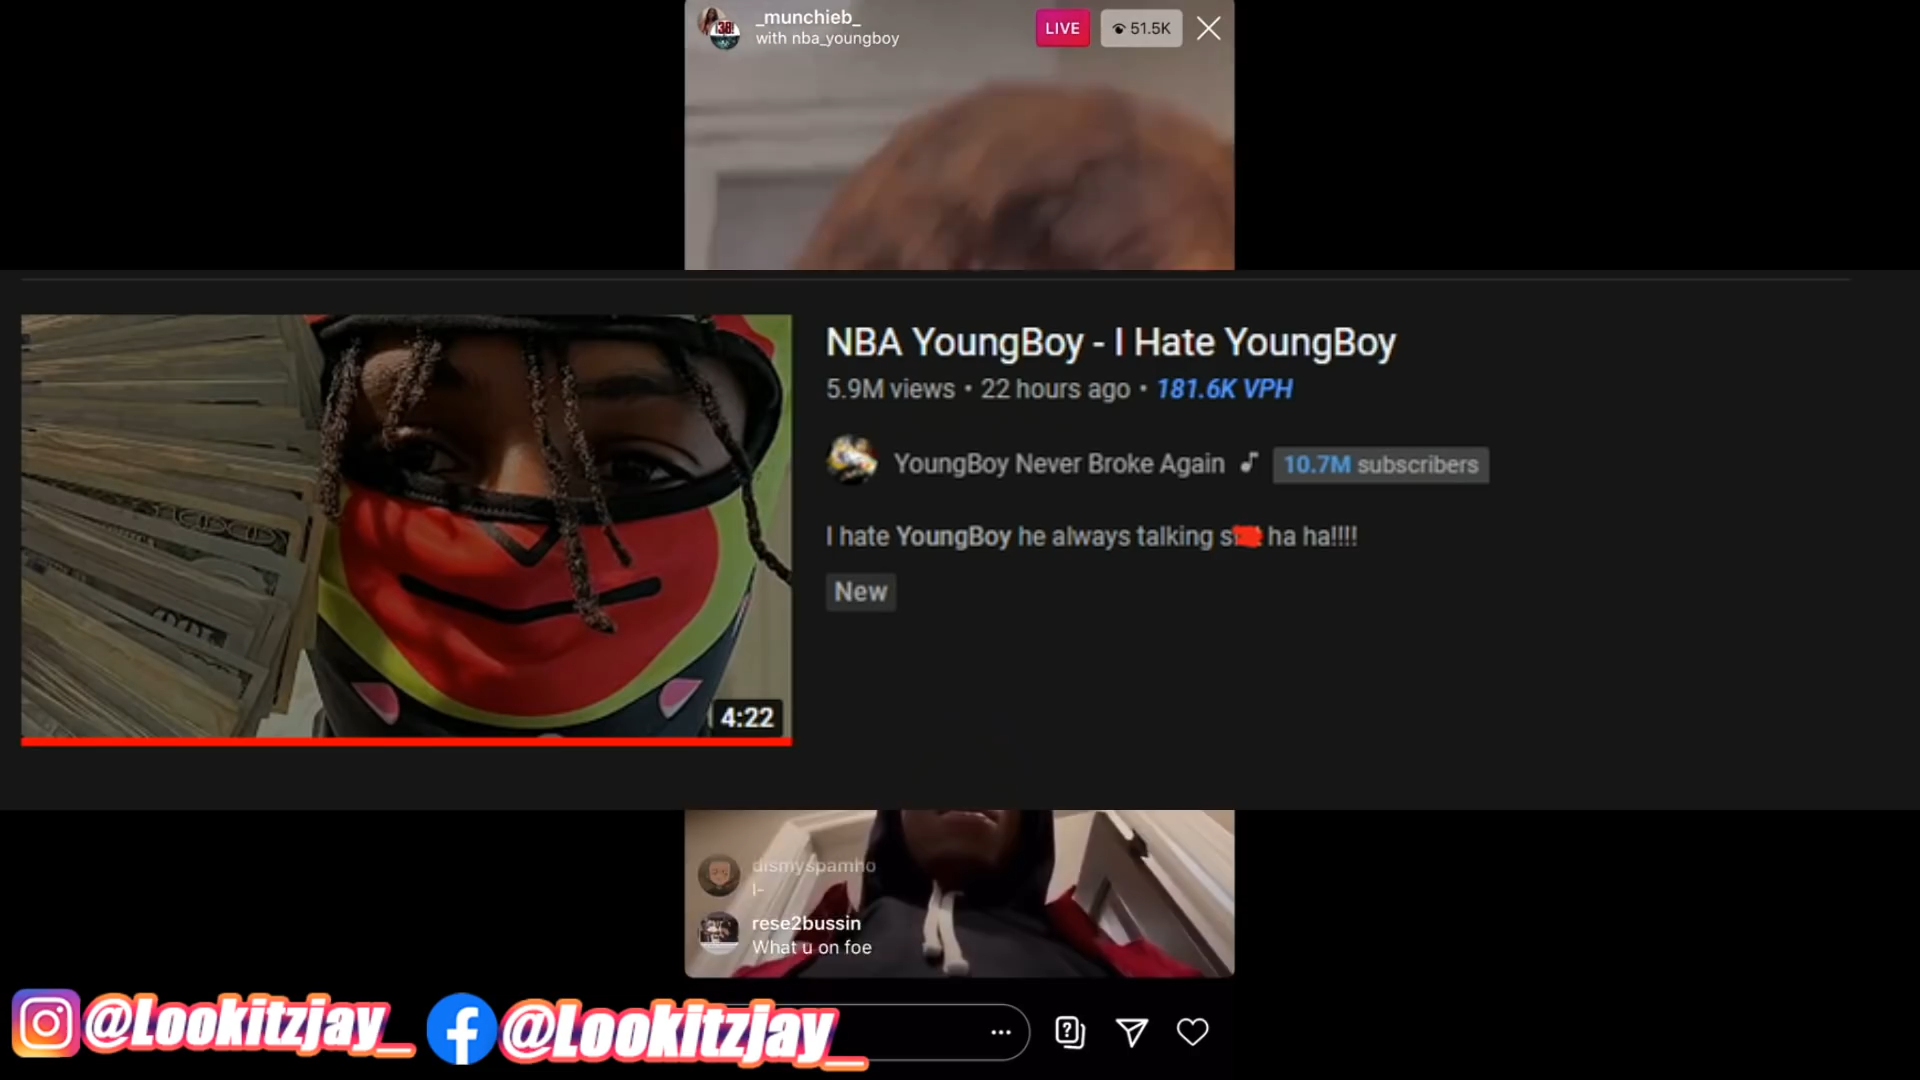 _munchieb_
with nba_youngboy
LIVE
51.5K
NBA YoungBoy - I Hate YoungBoy
5.9M views • 22 hours ago • 181.6K VPH
YoungBoy Never Broke Again
10.7M subscribers
I hate YoungBoy he always talking s ha ha!!!!
New
4:22
dismyspamho
I-
rese2bussin
What u on foe
@Lookitzjay_
@Lookitzjay_